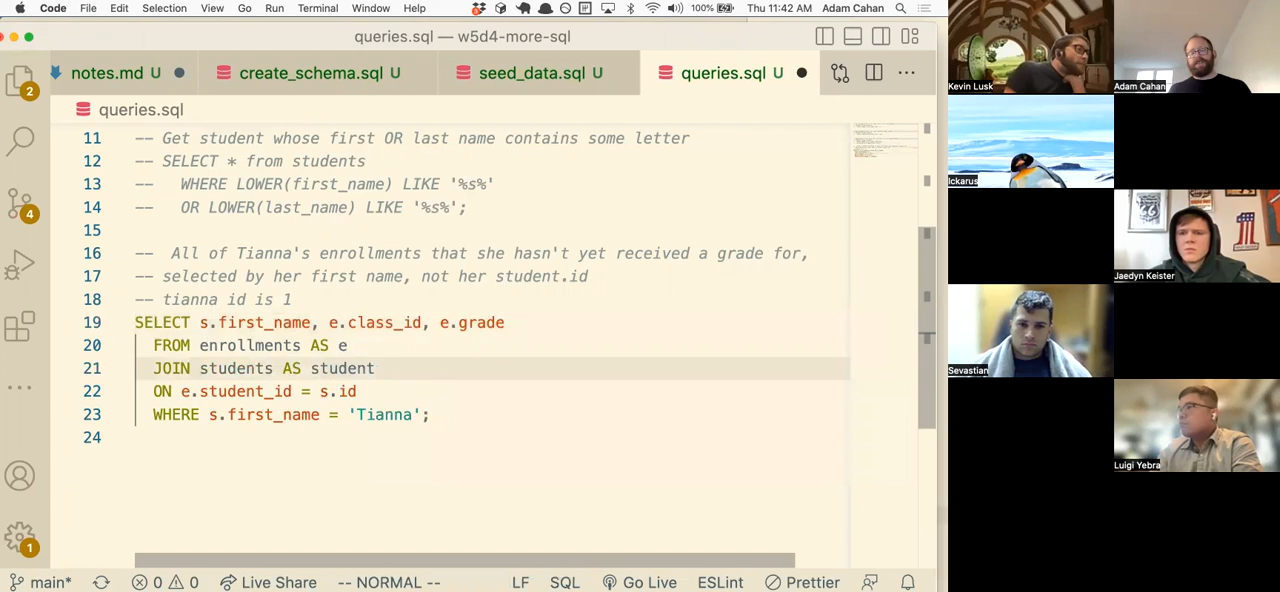 Code File Edit Selection View Go Run Terminal Window Help 100% Thu 11:42 AM Adam Cahan
queries.sql — w5d4-more-sql
notes.md U create_schema.sql U seed_data.sql U queries.sql U
queries.sql
11 -- Get student whose first OR last name contains some letter
12 -- SELECT * from students
13 --   WHERE LOWER(first_name) LIKE '%s%'
14 --   OR LOWER(last_name) LIKE '%s%';
15
16 --  All of Tianna's enrollments that she hasn't yet received a grade for,
17 -- selected by her first name, not her student.id
18 -- tianna id is 1
19 SELECT s.first_name, e.class_id, e.grade
20   FROM enrollments AS e
21   JOIN students AS student
22   ON e.student_id = s.id
23   WHERE s.first_name = 'Tianna';
24
2
4
1
main* 0 0 Live Share -- NORMAL -- LF SQL Go Live ESLint Prettier
Kevin Lusk
Adam Cahan
Ickarus
Jaedyn Keister
Sevastian
Luigi Yebra